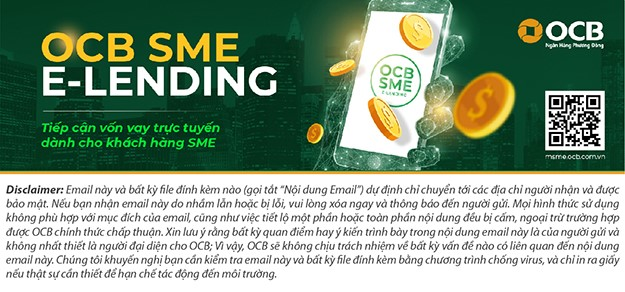 OCB SME
E-LENDING
Tiếp cận vốn vay trực tuyến
dành cho khách hàng SME
OCB
SME
E-LENDING
OCB
Ngân Hàng Phương Đông
msme.ocb.com.vn
Disclaimer: Email này và bất kỳ file đính kèm nào (gọi tắt “Nội dung Email”) dự định chỉ chuyển tới các địa chỉ người nhận và được
bảo mật. Nếu bạn nhận email này do nhầm lẫn hoặc bị lỗi, vui lòng xóa ngay và thông báo đến người gửi. Mọi hình thức sử dụng
không phù hợp với mục đích của email, cũng như việc tiết lộ một phần hoặc toàn phần nội dung đều bị cấm, ngoại trừ trường hợp
được OCB chính thức chấp thuận. Xin lưu ý rằng bất kỳ quan điểm hay ý kiến trình bày trong nội dung email này là của người gửi và
không nhất thiết là người đại diện cho OCB; Vì vậy, OCB sẽ không chịu trách nhiệm về bất kỳ vấn đề nào có liên quan đến nội dung
email này. Chúng tôi khuyến nghị bạn cần kiểm tra email này và bất kỳ file đính kèm bằng chương trình chống virus, và chỉ in ra giấy
nếu thật sự cần thiết để hạn chế tác động đến môi trường.